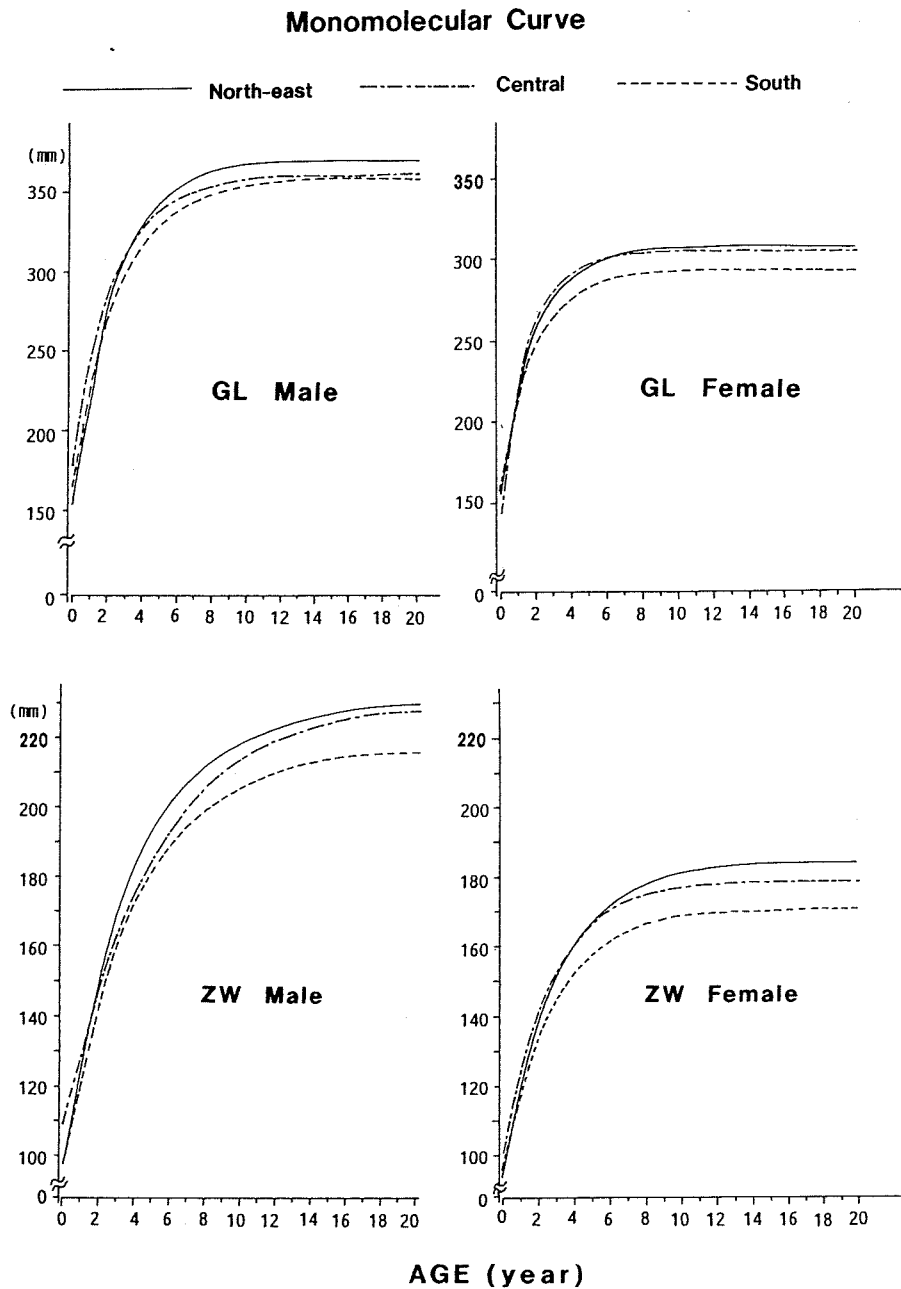 Monomolecular Curve
North-east Central South
(mm)
350
300
250
200
150
0
0 2 4 6 8 10 12 14 16 18 20
GL Male
350
300
250
200
150
0
0 2 4 6 8 10 12 14 16 18 20
GL Female
(mm)
220
200
180
160
140
120
100
0
0 2 4 6 8 10 12 14 16 18 20
ZW Male
220
200
180
160
140
120
100
0
0 2 4 6 8 10 12 14 16 18 20
ZW Female
AGE (year)